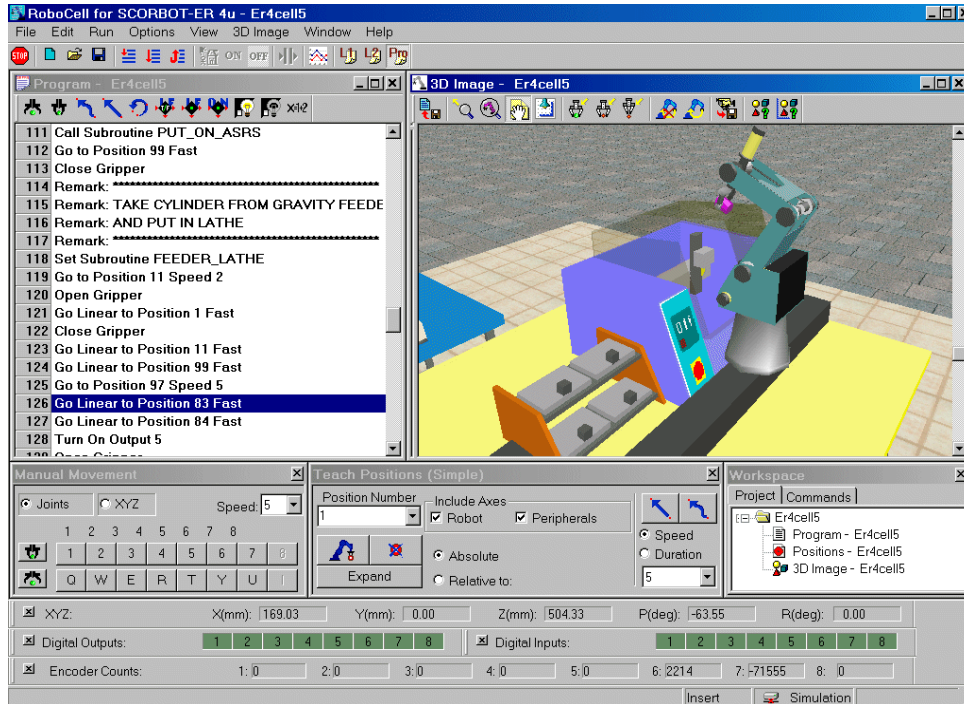 RoboCell for SCORBOT-ER 4u - Er4cell5
File Edit Run Options View 3D Image Window Help
STOP ON OFF L1 L2 Pro
Program - Er4cell5
111 Call Subroutine PUT_ON_ASRS
112 Go to Position 99 Fast
113 Close Gripper
114 Remark: **********************************************
115 Remark: TAKE CYLINDER FROM GRAVITY FEEDE
116 Remark: AND PUT IN LATHE
117 Remark: **********************************************
118 Set Subroutine FEEDER_LATHE
119 Go to Position 11 Speed 2
120 Open Gripper
121 Go Linear to Position 1 Fast
122 Close Gripper
123 Go Linear to Position 11 Fast
124 Go Linear to Position 99 Fast
125 Go to Position 97 Speed 5
126 Go Linear to Position 83 Fast
127 Go Linear to Position 84 Fast
128 Turn On Output 5
129 Open Gripper
3D Image - Er4cell5
Off
Manual Movement
Joints XYZ Speed: 5
1 2 3 4 5 6 7 8
1 2 3 4 5 6 7 8
Q W E R T Y U I
Teach Positions (Simple)
Position Number
1
Expand
Include Axes
Robot Peripherals
Absolute
Relative to:
Speed
Duration
5
Workspace
Project Commands
Er4cell5
Program - Er4cell5
Positions - Er4cell5
3D Image - Er4cell5
XYZ: X(mm): 169.03 Y(mm): 0.00 Z(mm): 504.33 P(deg): -63.55 R(deg): 0.00
Digital Outputs: 1 2 3 4 5 6 7 8 Digital Inputs: 1 2 3 4 5 6 7 8
Encoder Counts: 1: 0 2: 0 3: 0 4: 0 5: 0 6: 2214 7: -71555 8: 0
Insert Simulation